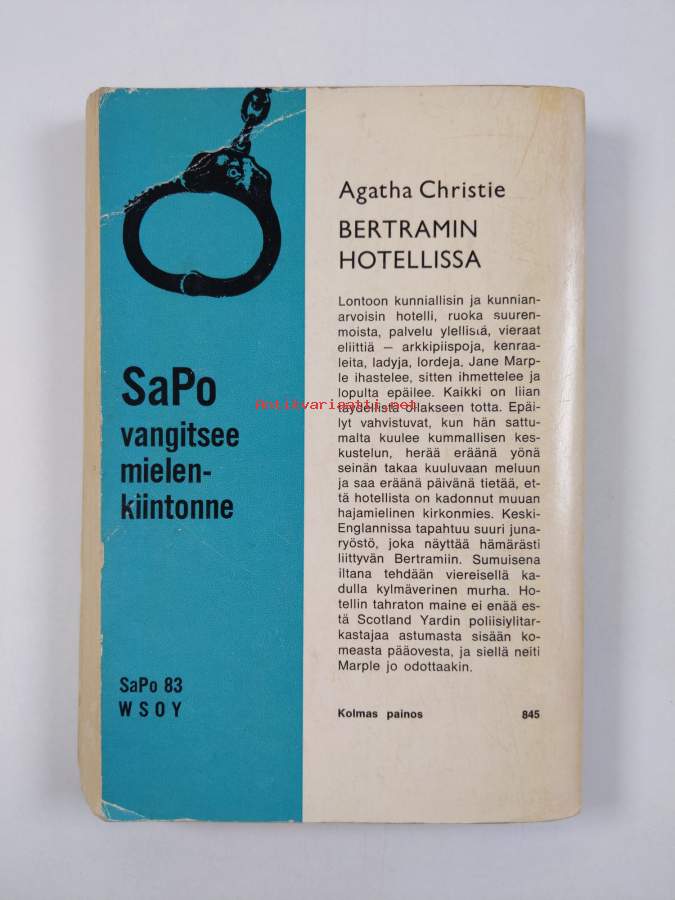 Agatha Christie
BERTRAMIN
HOTELLISSA
Lontoon kunniallisin ja kunnian-
arvoisin hotelli, ruoka suuren-
moista, palvelu ylellistä, vieraat
eliittiä — arkkipiispoja, kenraa-
leita, ladyja, lordeja. Jane Marp-
le ihastelee, sitten ihmettelee ja
lopulta epäilee. Kaikki on liian
täydellistä ollakseen totta. Epäi-
lyt vahvistuvat, kun hän sattu-
malta kuulee kummallisen kes-
kustelun, herää eräänä yönä
seinän takaa kuuluvaan meluun
ja saa eräänä päivänä tietää, et-
tä hotellista on kadonnut muuan
hajamielinen kirkonmies. Keski-
Englannissa tapahtuu suuri juna-
ryöstö, joka näyttää hämärästi
liittyvän Bertramiin. Sumuisena
iltana tehdään viereisellä ka-
dulla kylmäverinen murha. Ho-
tellin tahraton maine ei enää es-
tä Scotland Yardin poliisiylitar-
kastajaa astumasta sisään ko-
measta pääovesta, ja siellä neiti
Marple jo odottaakin.
Kolmas painos 845
SaPo
vangitsee
mielen-
kiintonne
SaPo 83
WSOY
Antikvariaatti.net